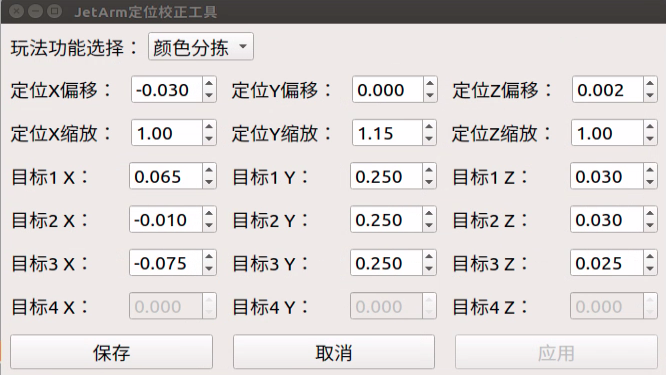 JetArm定位校正工具
玩法功能选择： 颜色分拣
定位X偏移： -0.030 定位Y偏移： 0.000 定位Z偏移： 0.002
定位X缩放： 1.00 定位Y缩放： 1.15 定位Z缩放： 1.00
目标1 X： 0.065 目标1 Y： 0.250 目标1 Z： 0.030
目标2 X： -0.010 目标2 Y： 0.250 目标2 Z： 0.030
目标3 X： -0.075 目标3 Y： 0.250 目标3 Z： 0.025
目标4 X： 0.000 目标4 Y： 0.000 目标4 Z： 0.000
保存 取消 应用